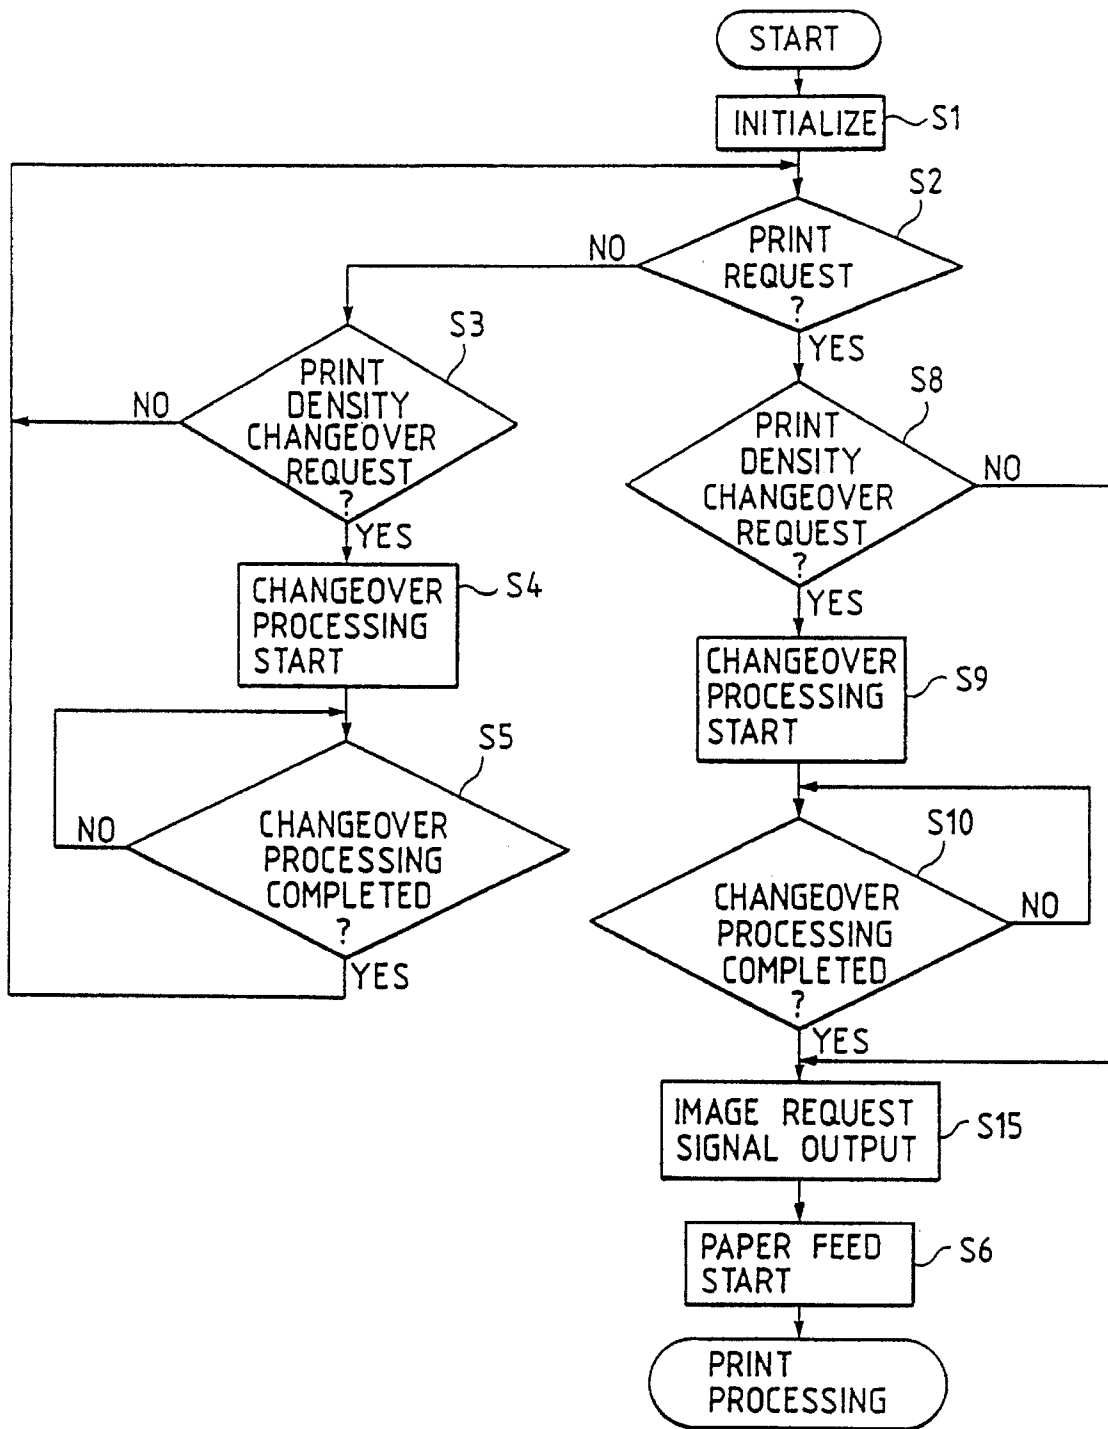 START
INITIALIZE
S1
S2
PRINT
REQUEST
?
NO
YES
S3
PRINT
DENSITY
CHANGEOVER
REQUEST
?
NO
YES
S8
PRINT
DENSITY
CHANGEOVER
REQUEST
?
NO
YES
S4
CHANGEOVER
PROCESSING
START
S9
CHANGEOVER
PROCESSING
START
S5
CHANGEOVER
PROCESSING
COMPLETED
?
NO
YES
S10
CHANGEOVER
PROCESSING
COMPLETED
?
NO
YES
IMAGE REQUEST
SIGNAL OUTPUT
S15
PAPER FEED
START
S6
PRINT
PROCESSING